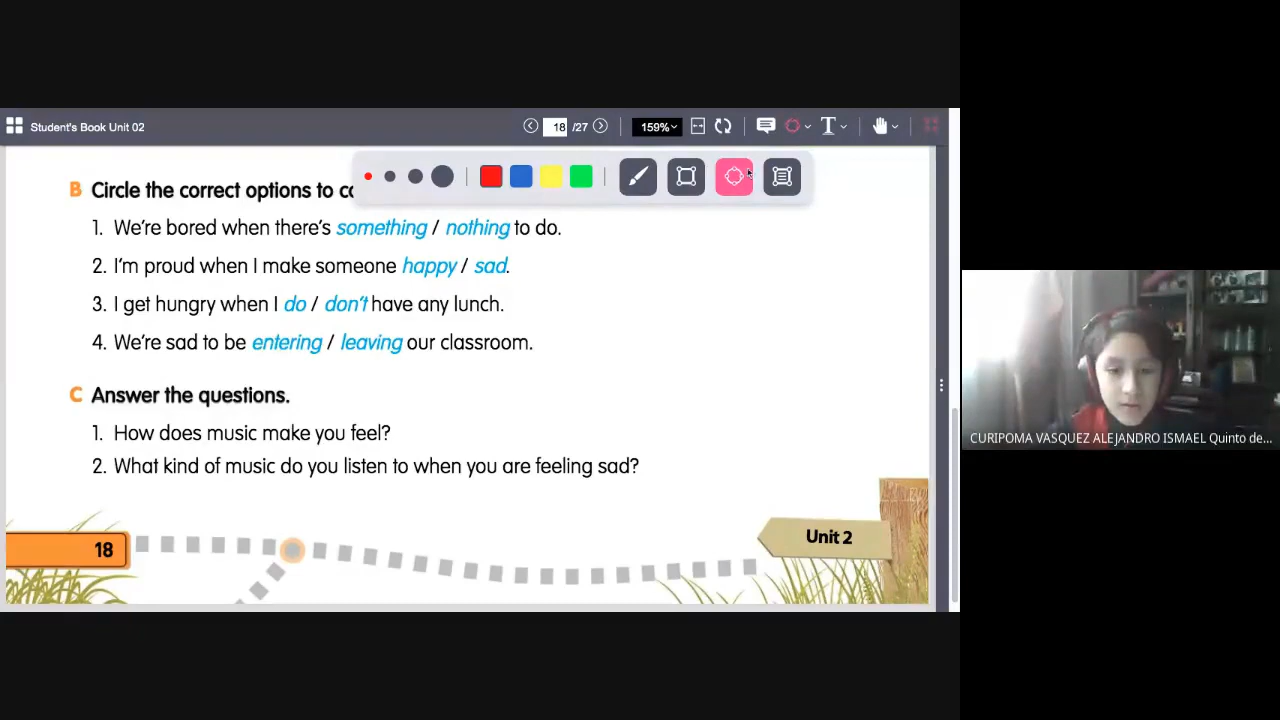 Student's Book Unit 02
18 /27
159%
T
B Circle the correct options to
1. We're bored when there's something / nothing to do.
2. I'm proud when I make someone happy / sad.
3. I get hungry when I do / don't have any lunch.
4. We're sad to be entering / leaving our classroom.
C Answer the questions.
1. How does music make you feel?
2. What kind of music do you listen to when you are feeling sad?
18
Unit 2
CURIPOMA VASQUEZ ALEJANDRO ISMAEL Quinto de...